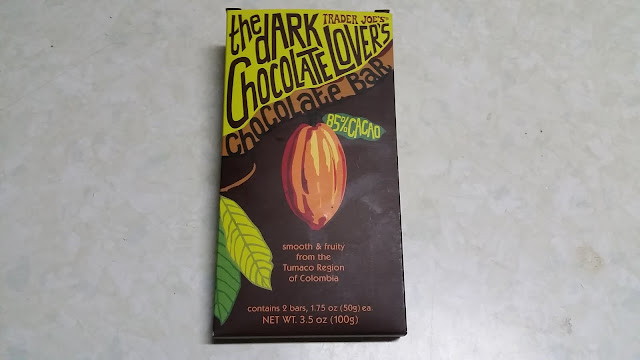 the DARK
TRADER JOE'S
CHOCOLATE LOVER'S
CHOCOLATE BAR
85% CACAO
smooth & fruity
from the
Tumaco Region
of Colombia
contains 2 bars, 1.75 oz (50g) ea.
NET WT. 3.5 oz (100g)